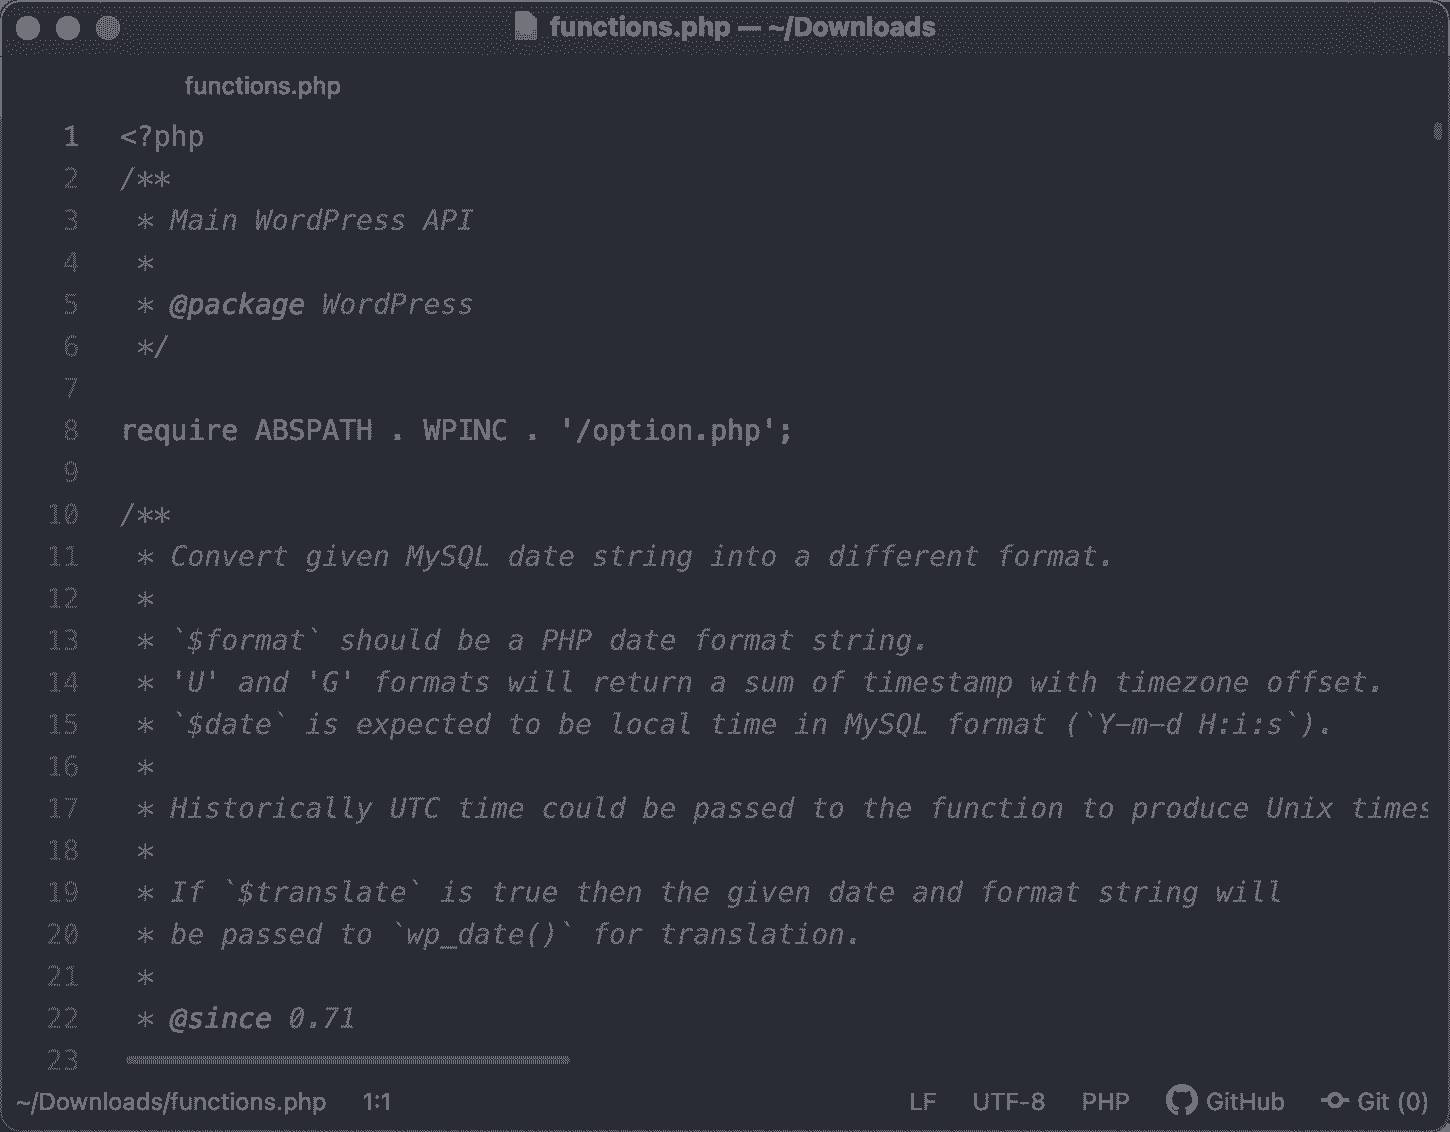 functions.php — ~/Downloads
functions.php
1 <?php
2 /**
3  * Main WordPress API
4  *
5  * @package WordPress
6  */
7
8 require ABSPATH . WPINC . '/option.php';
9
10 /**
11  * Convert given MySQL date string into a different format.
12  *
13  * `$format` should be a PHP date format string.
14  * 'U' and 'G' formats will return a sum of timestamp with timezone offset.
15  * `$date` is expected to be local time in MySQL format (`Y-m-d H:i:s`).
16  *
17  * Historically UTC time could be passed to the function to produce Unix times
18  *
19  * If `$translate` is true then the given date and format string will
20  * be passed to `wp_date()` for translation.
21  *
22  * @since 0.71
23
~/Downloads/functions.php 1:1 LF UTF-8 PHP GitHub Git (0)